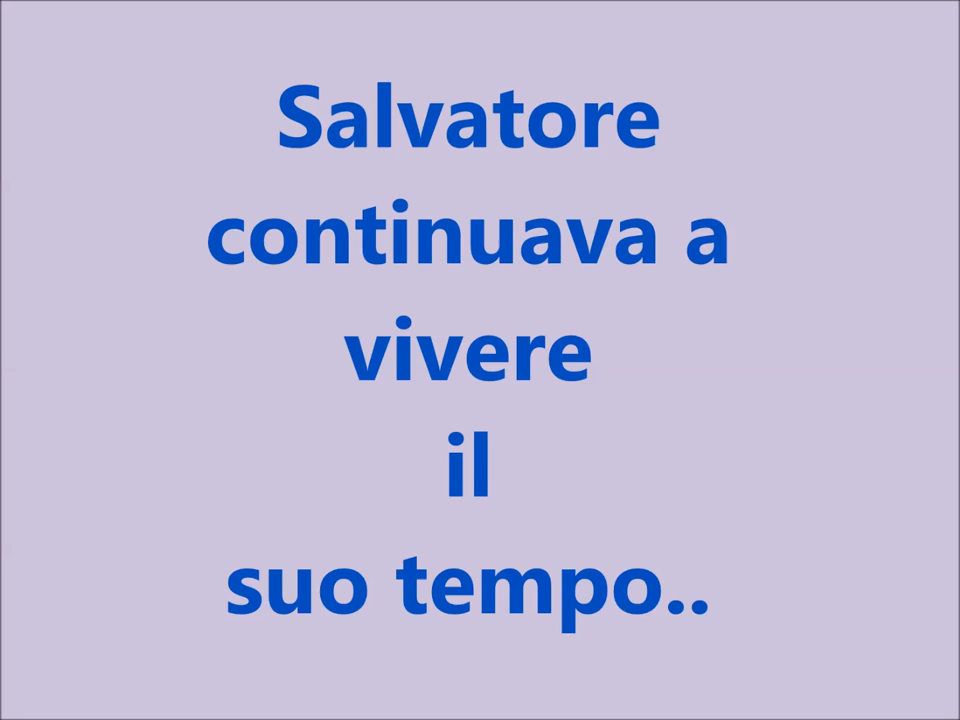 Salvatore
continuava a
vivere
il
suo tempo..